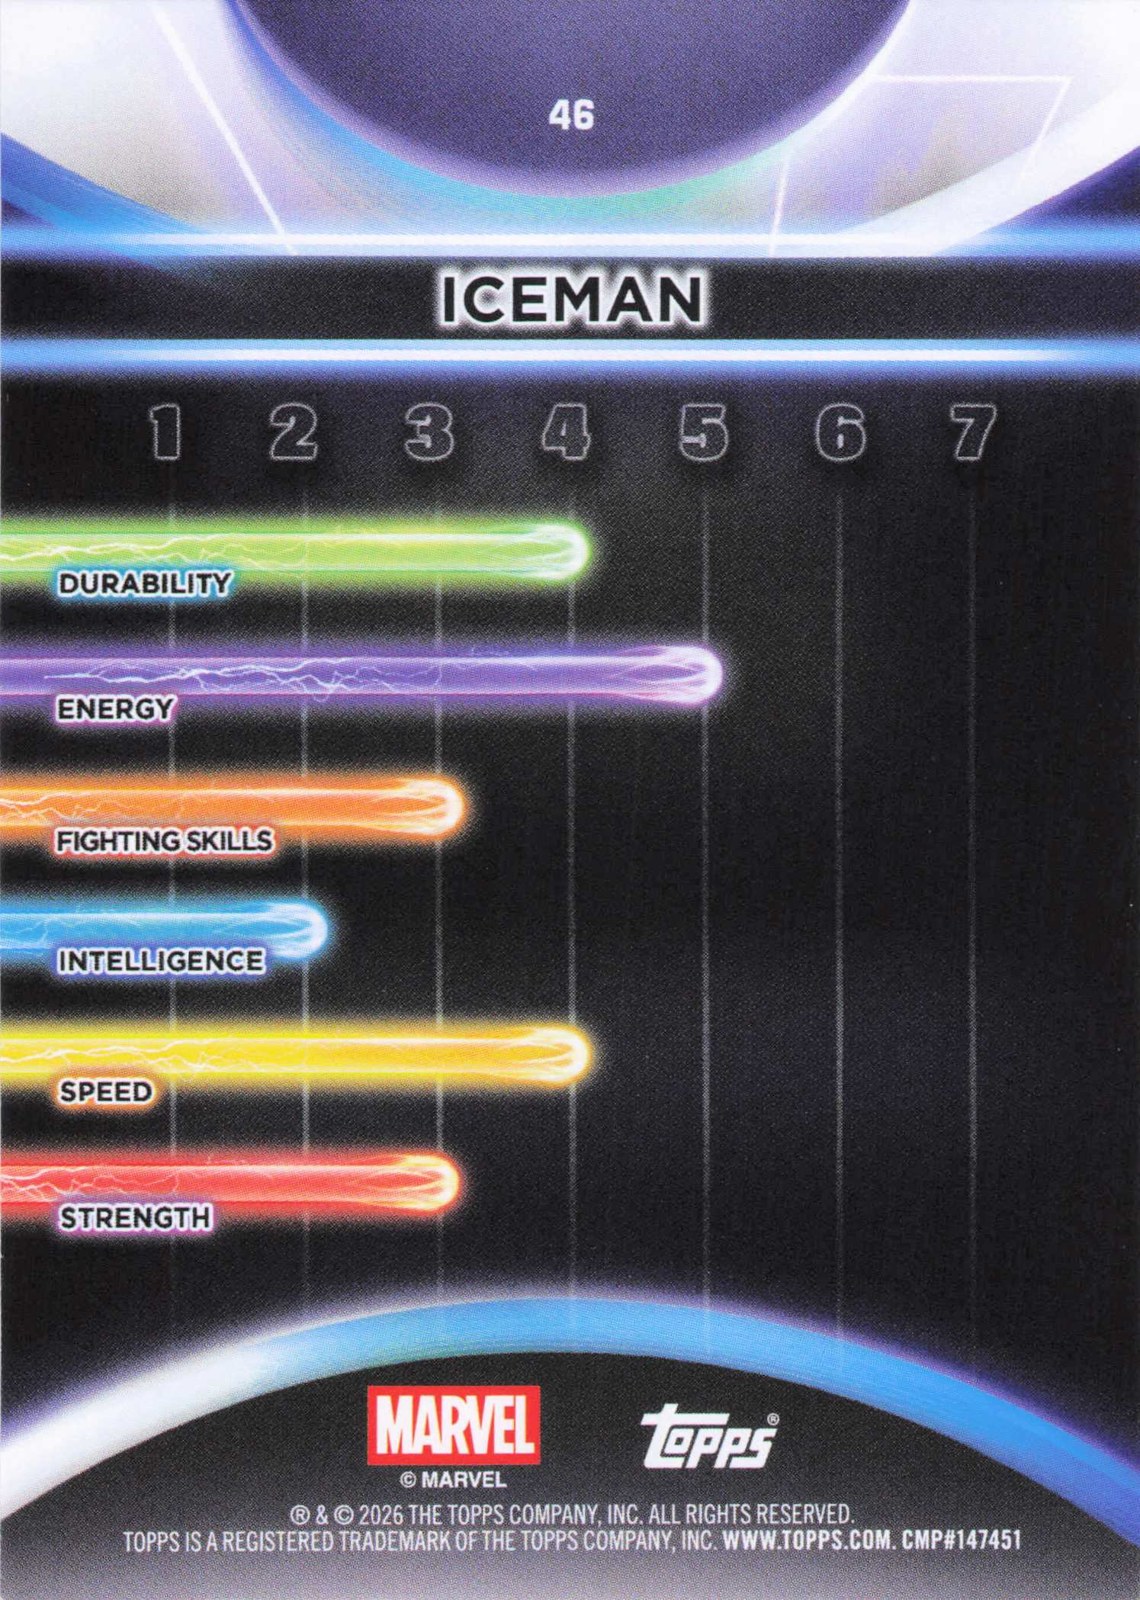 46
ICEMAN
1 2 3 4 5 6 7
DURABILITY
ENERGY
FIGHTING SKILLS
INTELLIGENCE
SPEED
STRENGTH
MARVEL
© MARVEL
Topps®
® & © 2026 THE TOPPS COMPANY, INC. ALL RIGHTS RESERVED.
TOPPS IS A REGISTERED TRADEMARK OF THE TOPPS COMPANY, INC. WWW.TOPPS.COM. CMP#147451